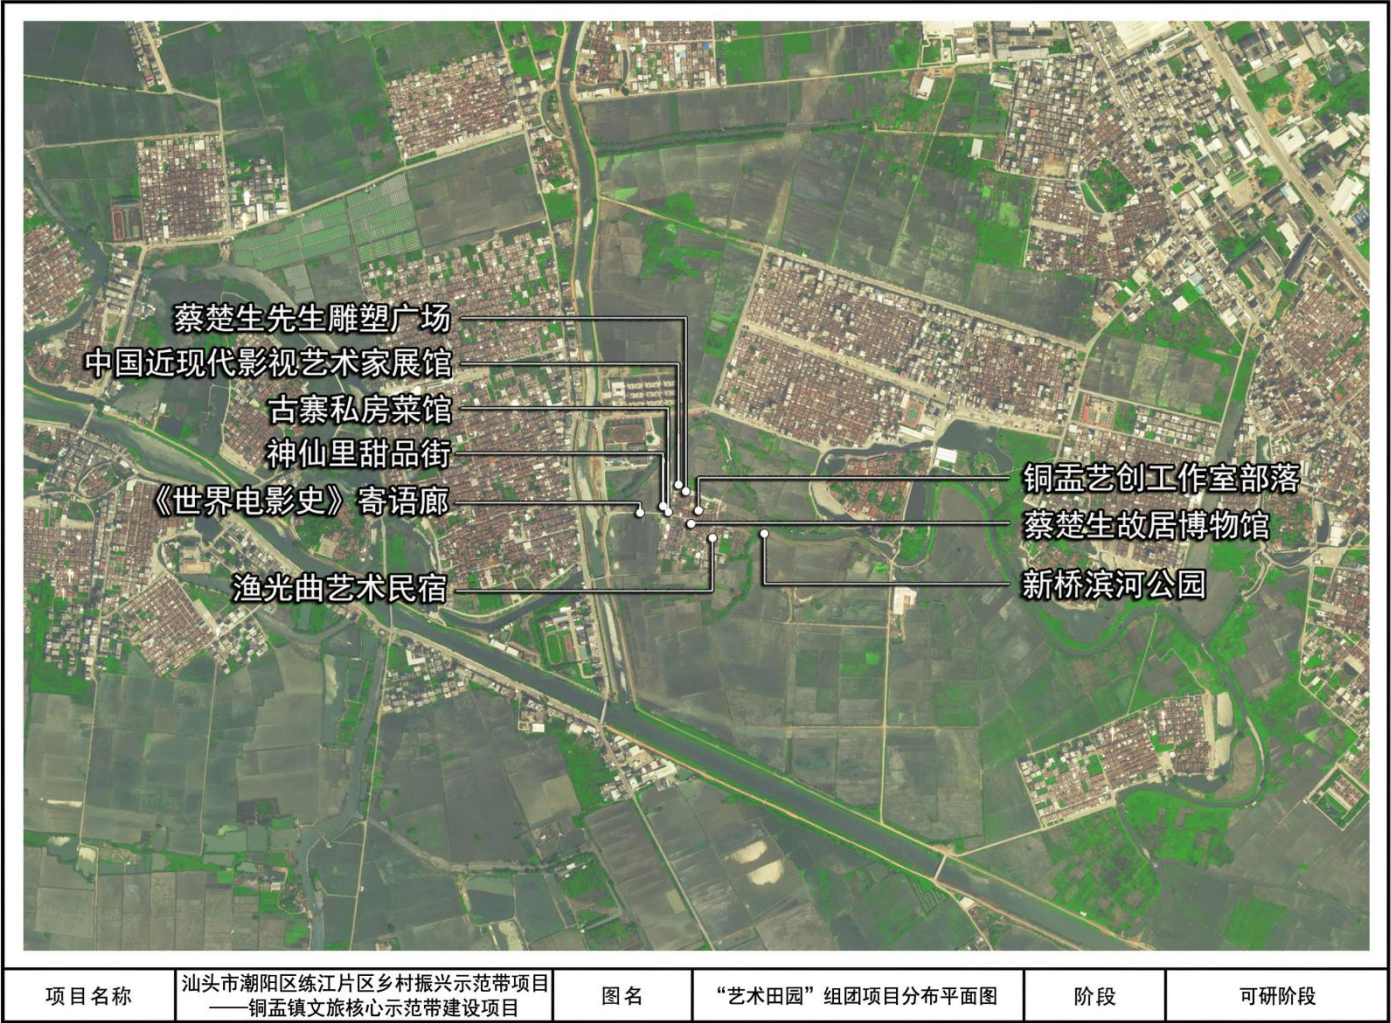 蔡楚生先生雕塑广场
中国近现代影视艺术家展馆
古寨私房菜馆
神仙里甜品街
《世界电影史》寄语廊
渔光曲艺术民宿
铜盂艺创工作室部落
蔡楚生故居博物馆
新桥滨河公园
项目名称
汕头市潮阳区练江片区乡村振兴示范带项目
——铜盂镇文旅核心示范带建设项目
图名
“艺术田园”组团项目分布平面图
阶段
可研阶段